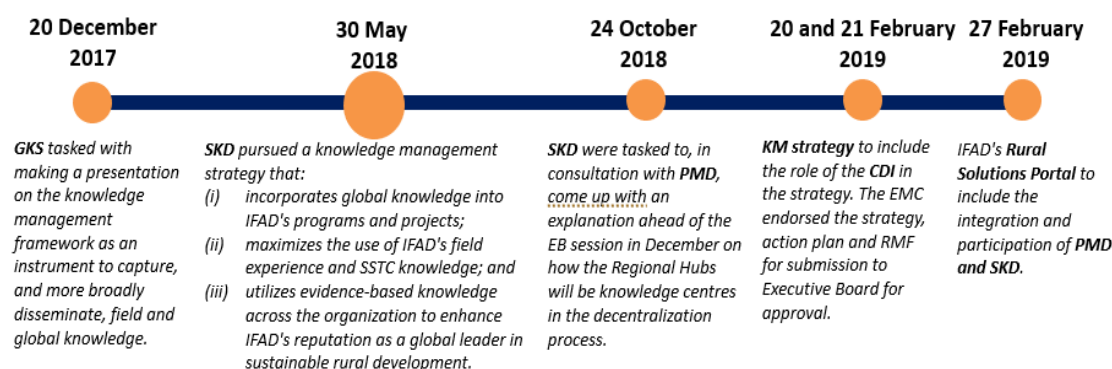 20 December
2017
30 May
2018
24 October
2018
20 and 21 February
2019
27 February
2019
GKS tasked with
making a presentation
on the knowledge
management
framework as an
instrument to capture,
and more broadly
disseminate, field and
global knowledge.
SKD pursued a knowledge management
strategy that:
(i) incorporates global knowledge into
IFAD's programs and projects;
(ii) maximizes the use of IFAD's field
experience and SSTC knowledge; and
(iii) utilizes evidence-based knowledge
across the organization to enhance
IFAD's reputation as a global leader in
sustainable rural development.
SKD were tasked to, in
consultation with PMD,
come up with an
explanation ahead of the
EB session in December on
how the Regional Hubs
will be knowledge centres
in the decentralization
process.
KM strategy to include
the role of the CDI in
the strategy. The EMC
endorsed the strategy,
action plan and RMF
for submission to
Executive Board for
approval.
IFAD's Rural
Solutions Portal to
include the
integration and
participation of PMD
and SKD.